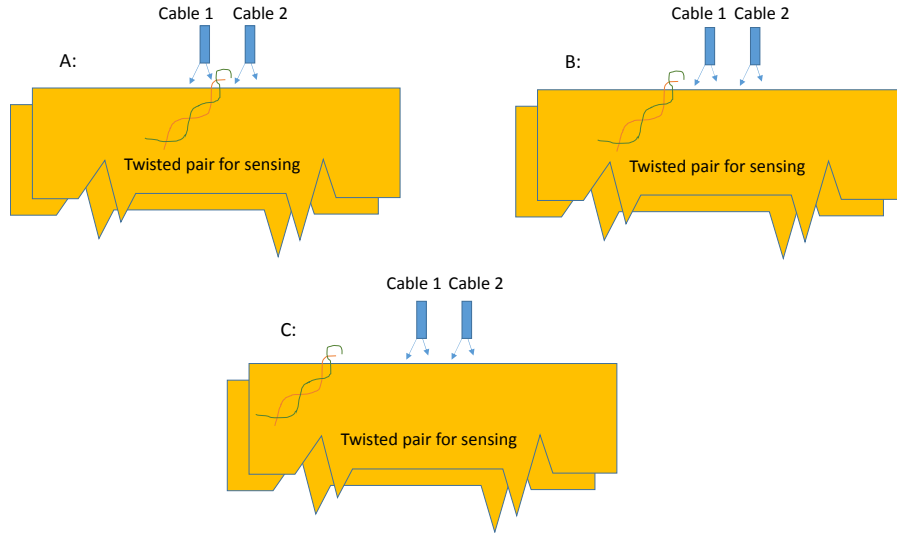 Cable 1 Cable 2
A:
Twisted pair for sensing
Cable 1 Cable 2
B:
Twisted pair for sensing
Cable 1 Cable 2
C:
Twisted pair for sensing